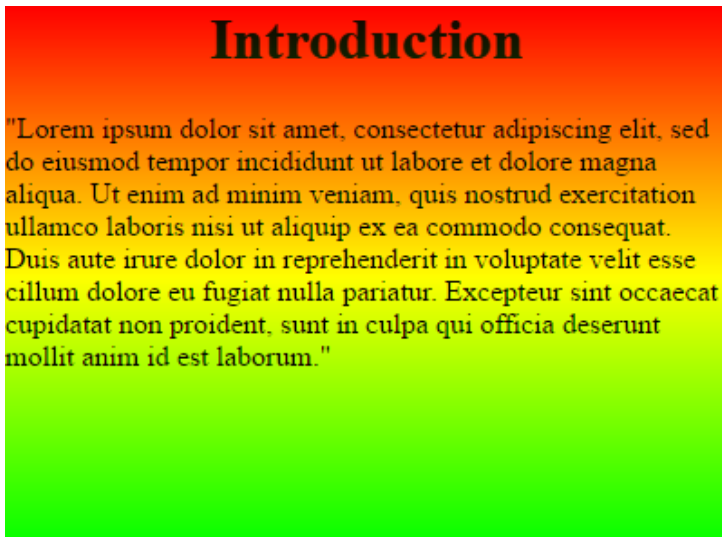 Introduction
"Lorem ipsum dolor sit amet, consectetur adipiscing elit, sed
do eiusmod tempor incididunt ut labore et dolore magna
aliqua. Ut enim ad minim veniam, quis nostrud exercitation
ullamco laboris nisi ut aliquip ex ea commodo consequat.
Duis aute irure dolor in reprehenderit in voluptate velit esse
cillum dolore eu fugiat nulla pariatur. Excepteur sint occaecat
cupidatat non proident, sunt in culpa qui officia deserunt
mollit anim id est laborum."